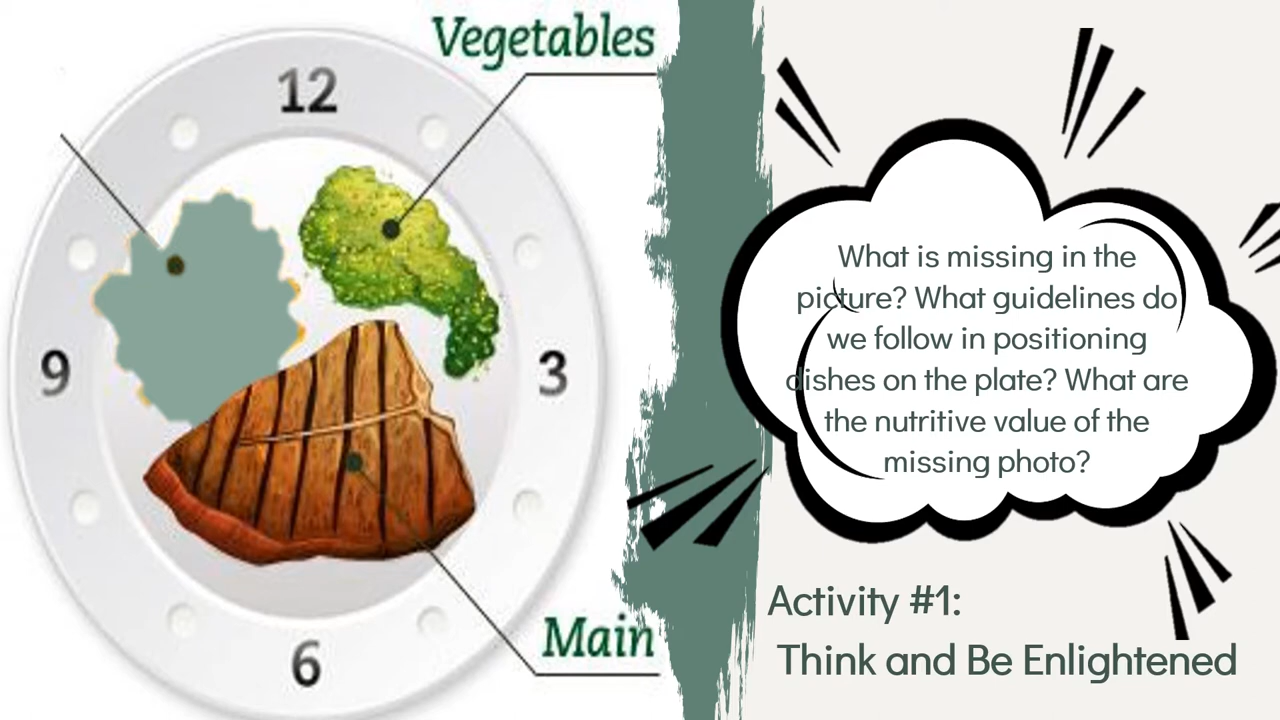 Vegetables
12
9
3
6
Main
What is missing in the
picture? What guidelines do
we follow in positioning
dishes on the plate? What are
the nutritive value of the
missing photo?
Activity #1:
Think and Be Enlightened